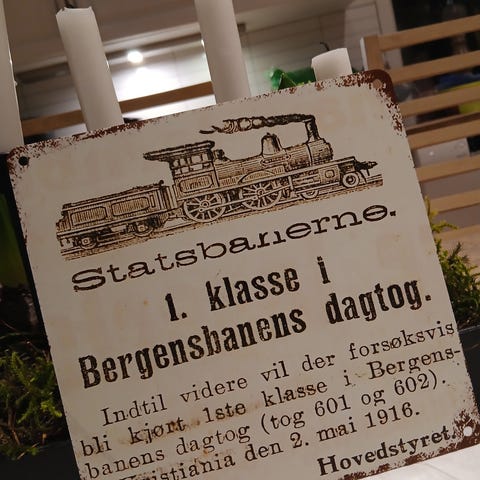 Statsbanerne.
1. klasse i
Bergensbanens dagtog.
Indtil videre vil der forsøksvis
bli kjørt 1ste klasse i Bergens-
banens dagtog (tog 601 og 602).
Kristiania den 2. mai 1916.
Hovedstyret.